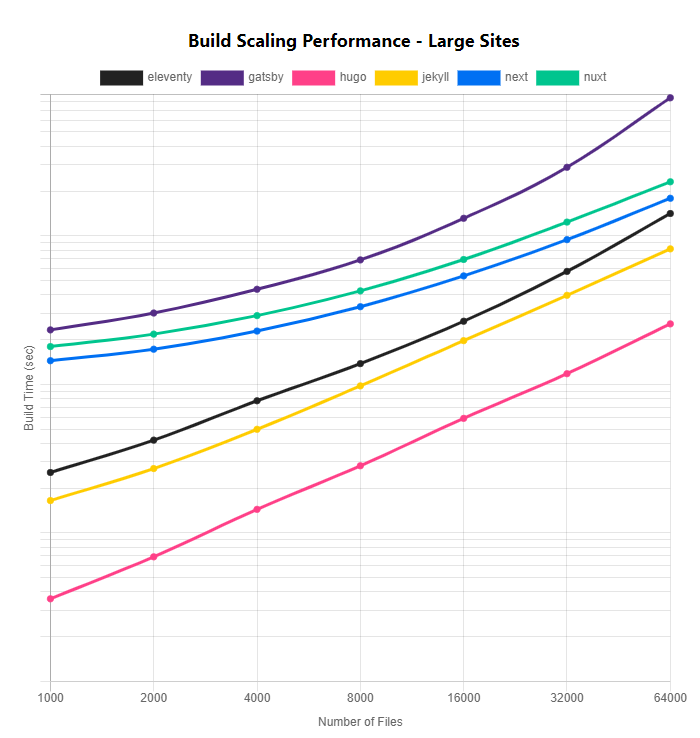 Build Scaling Performance - Large Sites
eleventy gatsby hugo jekyll next nuxt
Build Time (sec)
1000 2000 4000 8000 16000 32000 64000
Number of Files